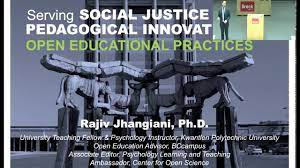 Serving SOCIAL JUSTICE
PEDAGOGICAL INNOVAT
OPEN EDUCATIONAL PRACTICES
Rajiv Jhangiani, Ph.D.
University Teaching Fellow & Psychology Instructor, Kwantlen Polytechnic University
Open Education Advisor, BCcampus
Associate Editor, Psychology Learning and Teaching
Ambassador, Center for Open Science
Brock